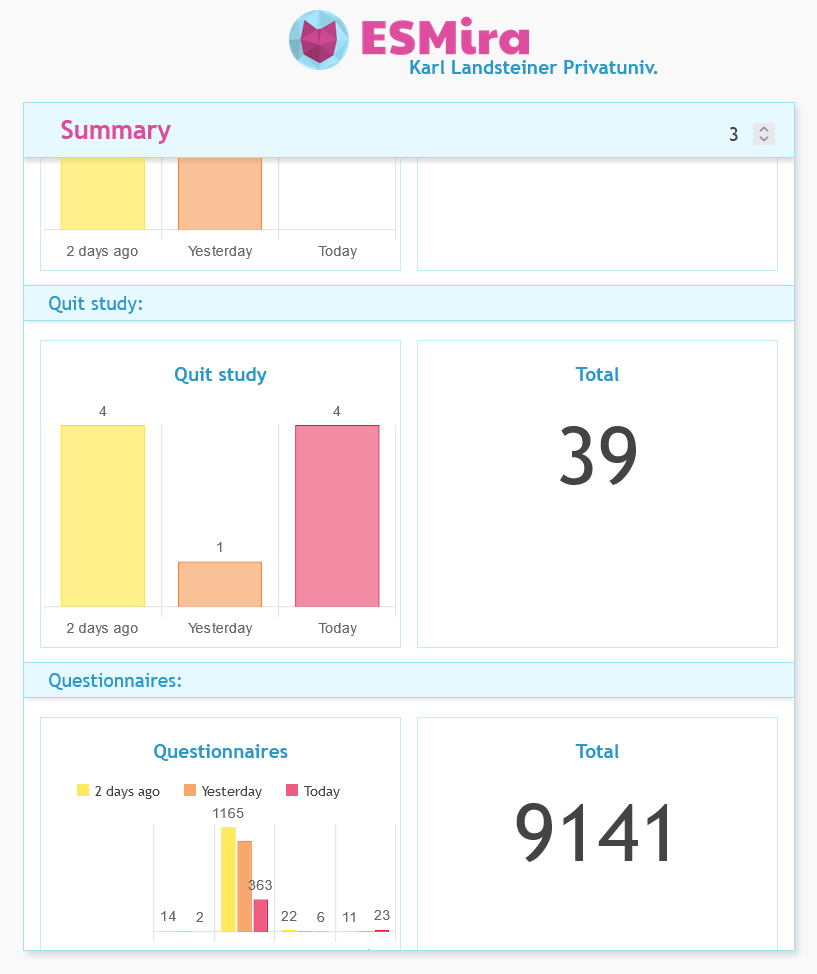 ESMira
Karl Landsteiner Privatuniv.
Summary
3
2 days ago Yesterday Today
Quit study:
Quit study
4
4
1
2 days ago Yesterday Today
Total
39
Questionnaires:
Questionnaires
2 days ago Yesterday Today
1165
363
14 2 22 6 11 23
Total
9141